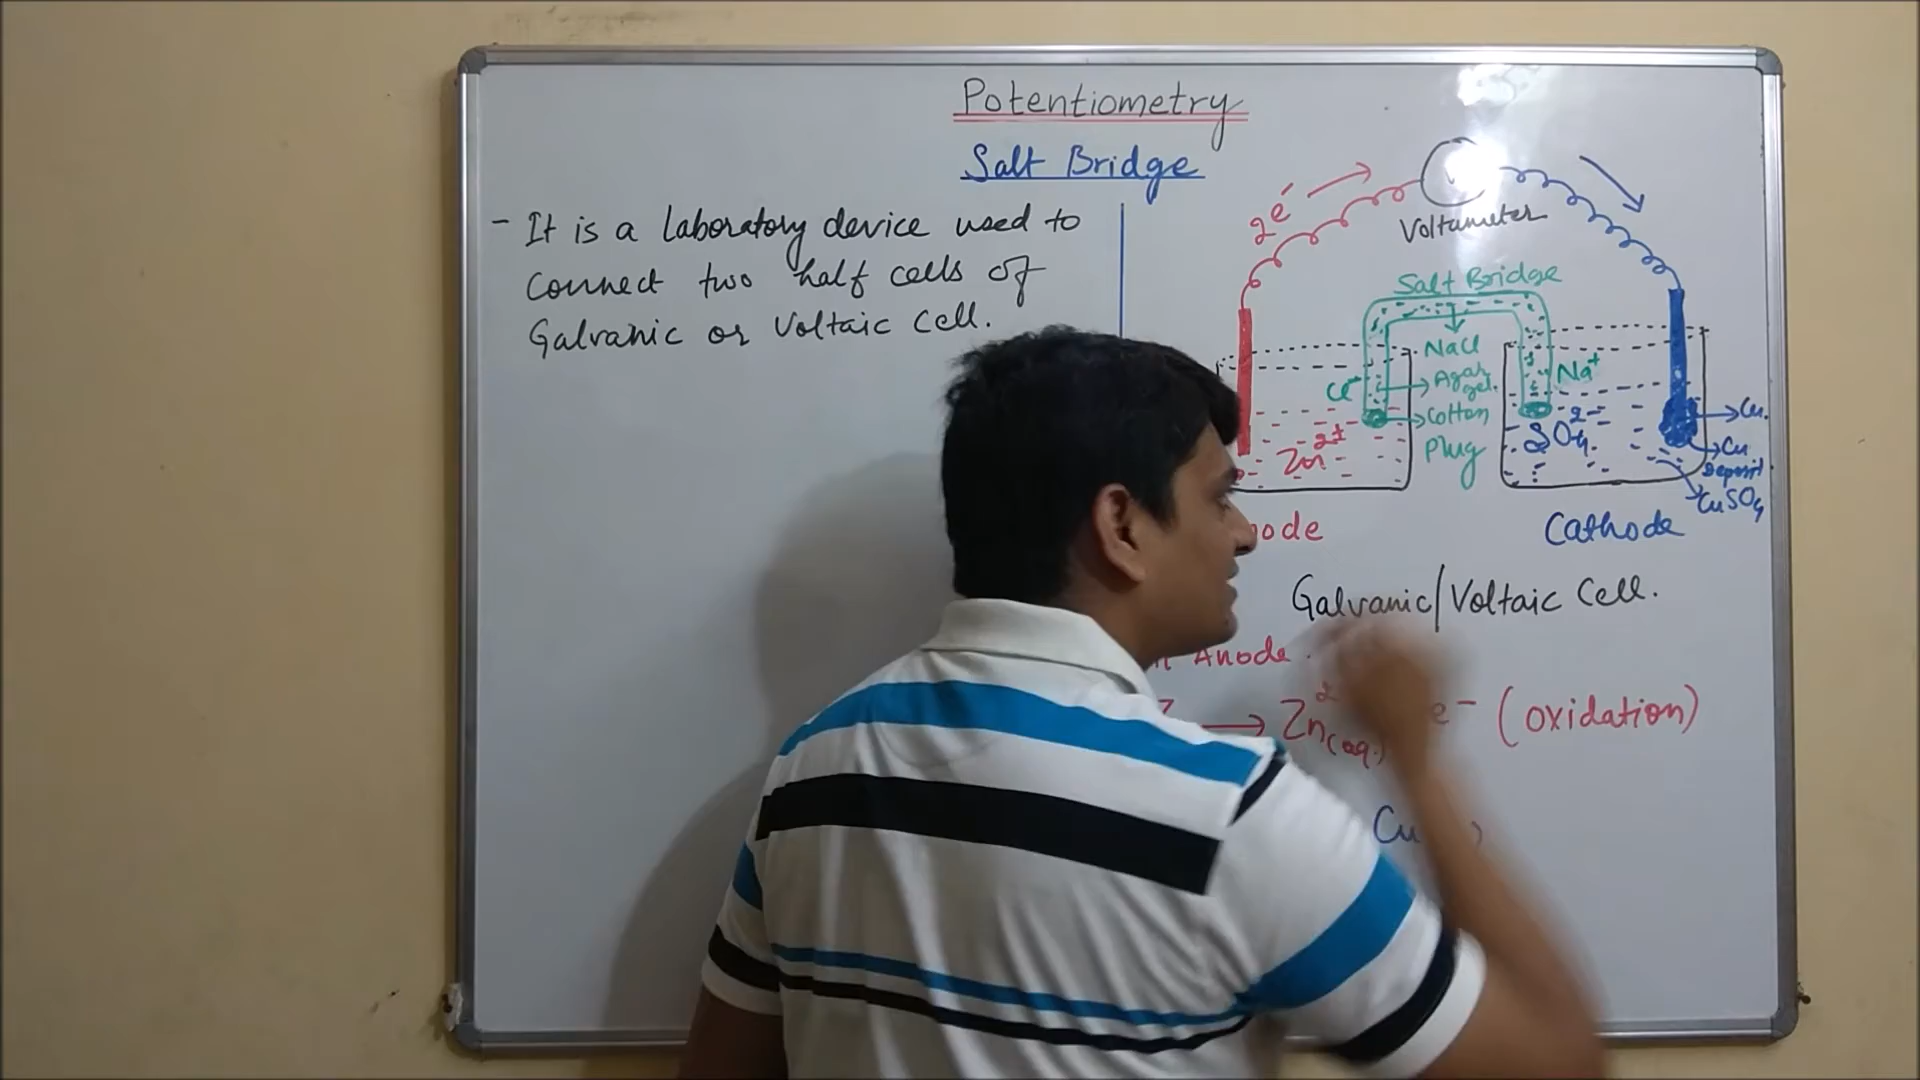 Potentiometry
Salt Bridge
- It is a laboratory device used to
connect two half cells of
Galvanic or Voltaic cell.
2e-
V
Voltameter
Salt Bridge
NaCl
Agar
gel.
Cotton
Plug
Cl-
Na+
Zn2+
SO4 2-
Cu.
Cu
Deposit
CuSO4
ode
Cathode
Galvanic/Voltaic Cell.
Anode.
Zn (aq.) e- (oxidation)
Cu